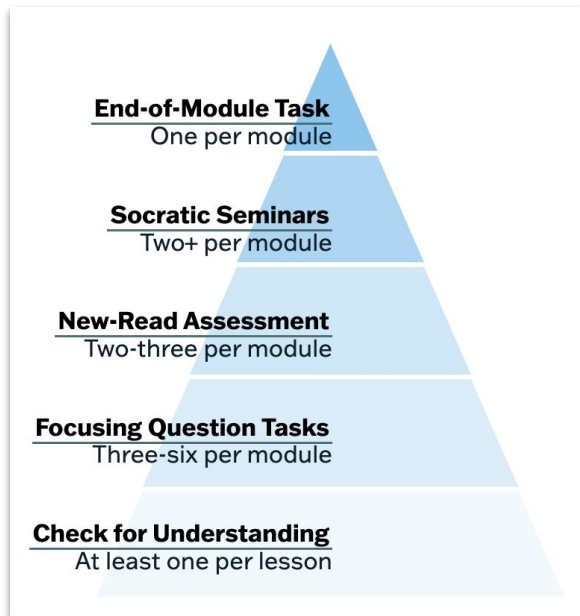 End-of-Module Task
One per module
Socratic Seminars
Two+ per module
New-Read Assessment
Two-three per module
Focusing Question Tasks
Three-six per module
Check for Understanding
At least one per lesson